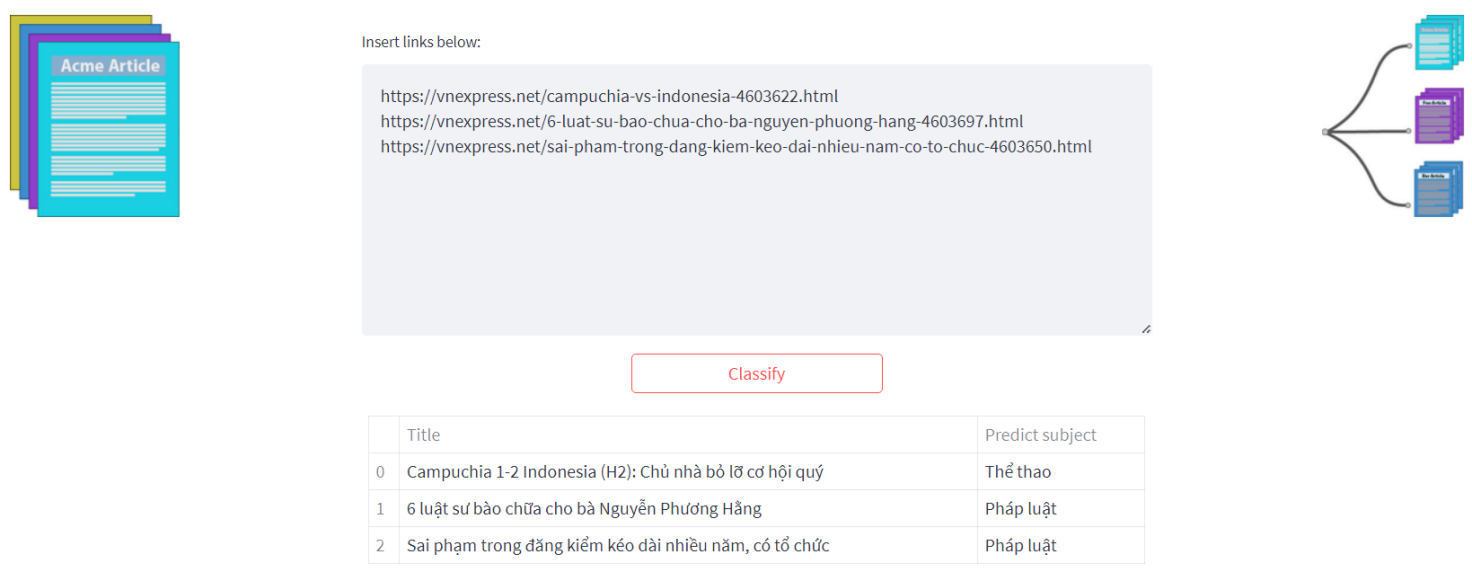 Acme Article
Insert links below:
https://vnexpress.net/campuchia-vs-indonesia-4603622.html
https://vnexpress.net/6-luat-su-bao-chua-cho-ba-nguyen-phuong-hang-4603697.html
https://vnexpress.net/sai-pham-trong-dang-kiem-keo-dai-nhieu-nam-co-to-chuc-4603650.html
Classify
Title Predict subject
0 Campuchia 1-2 Indonesia (H2): Chủ nhà bỏ lỡ cơ hội quý Thể thao
1 6 luật sư bào chữa cho bà Nguyễn Phương Hằng Pháp luật
2 Sai phạm trong đăng kiểm kéo dài nhiều năm, có tổ chức Pháp luật